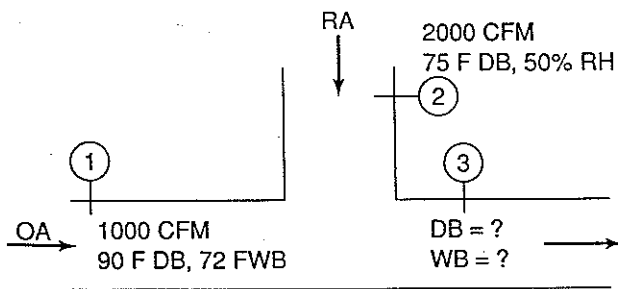 RA
2000 CFM
75 F DB, 50% RH
2
1
3
OA
1000 CFM
90 F DB, 72 FWB
DB = ?
WB = ?